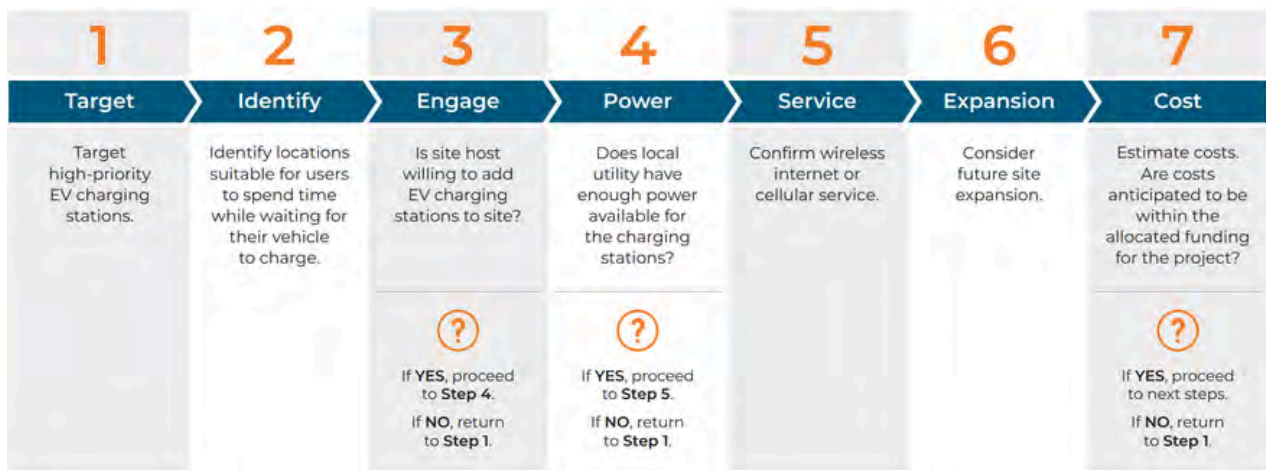 1
Target
Target
high-priority
EV charging
stations.
2
Identify
Identify locations
suitable for users
to spend time
while waiting for
their vehicle
to charge.
3
Engage
Is site host
willing to add
EV charging
stations to site?
?
If YES, proceed
to Step 4.
If NO, return
to Step 1.
4
Power
Does local
utility have
enough power
available for
the charging
stations?
?
If YES, proceed
to Step 5.
If NO, return
to Step 1.
5
Service
Confirm wireless
internet or
cellular service.
6
Expansion
Consider
future site
expansion.
7
Cost
Estimate costs.
Are costs
anticipated to be
within the
allocated funding
for the project?
?
If YES, proceed
to next steps.
If NO, return
to Step 1.